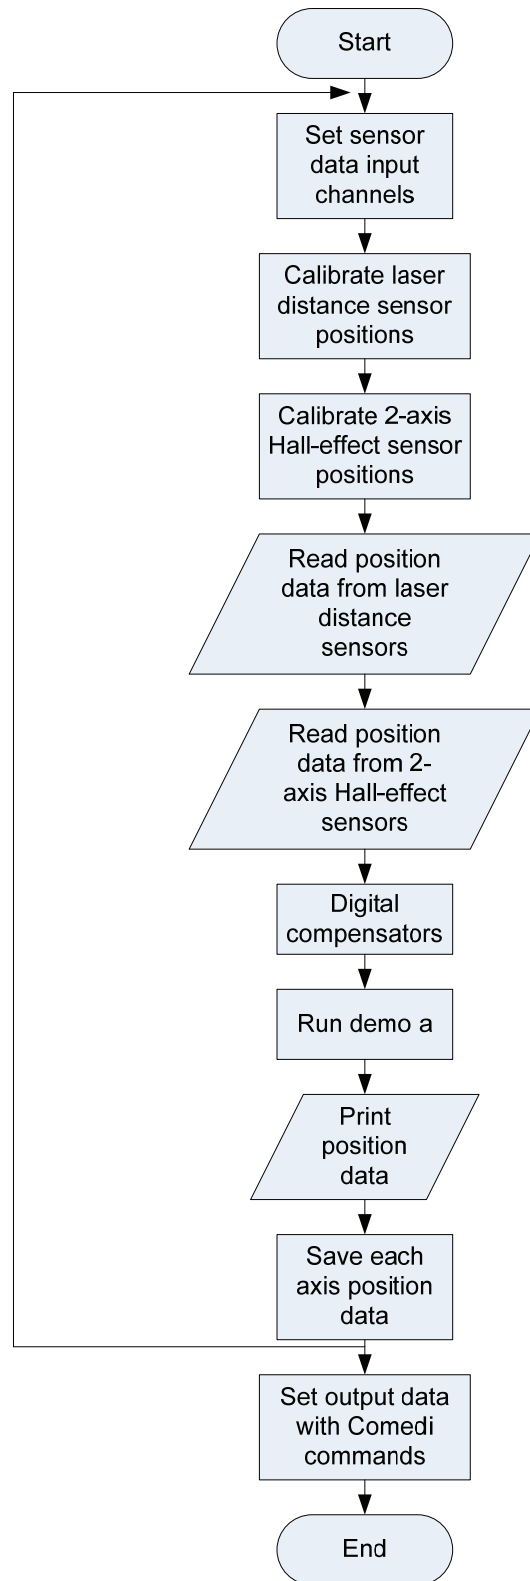 Start
Set sensor
data input
channels
Calibrate laser
distance sensor
positions
Calibrate 2-axis
Hall-effect sensor
positions
Read position
data from laser
distance
sensors
Read position
data from 2-
axis Hall-effect
sensors
Digital
compensators
Run demo a
Print
position
data
Save each
axis position
data
Set output data
with Comedi
commands
End